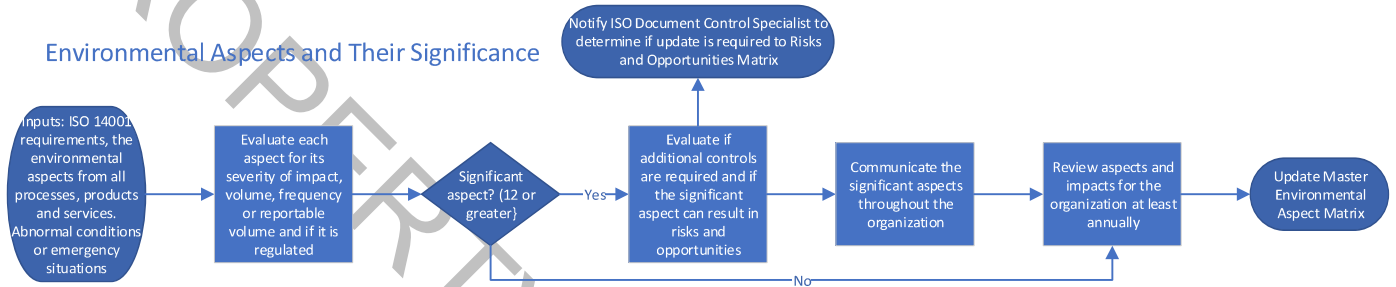 Environmental Aspects and Their Significance
Notify ISO Document Control Specialist to
determine if update is required to Risks
and Opportunities Matrix
Inputs: ISO 14001
requirements, the
environmental
aspects from all
processes, products
and services.
Abnormal conditions
or emergency
situations
Evaluate each
aspect for its
severity of impact,
volume, frequency
or reportable
volume and if it is
regulated
Significant
aspect? (12 or
greater}
Yes
Evaluate if
additional controls
are required and if
the significant
aspect can result in
risks and
opportunities
Communicate the
significant aspects
throughout the
organization
Review aspects and
impacts for the
organization at least
annually
Update Master
Environmental
Aspect Matrix
No